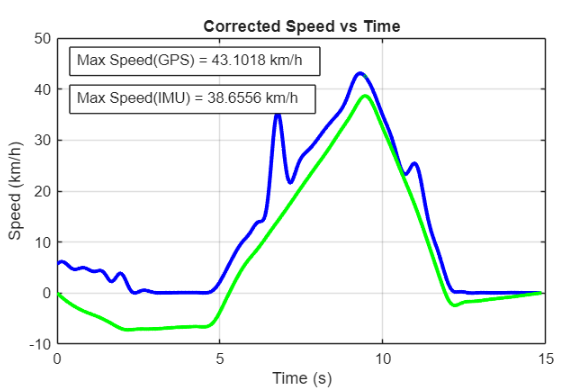 Corrected Speed vs Time
50
Max Speed(GPS) = 43.1018 km/h
40
Max Speed(IMU) = 38.6556 km/h
30
20
10
0
-10
Speed (km/h)
0 5 10 15
Time (s)